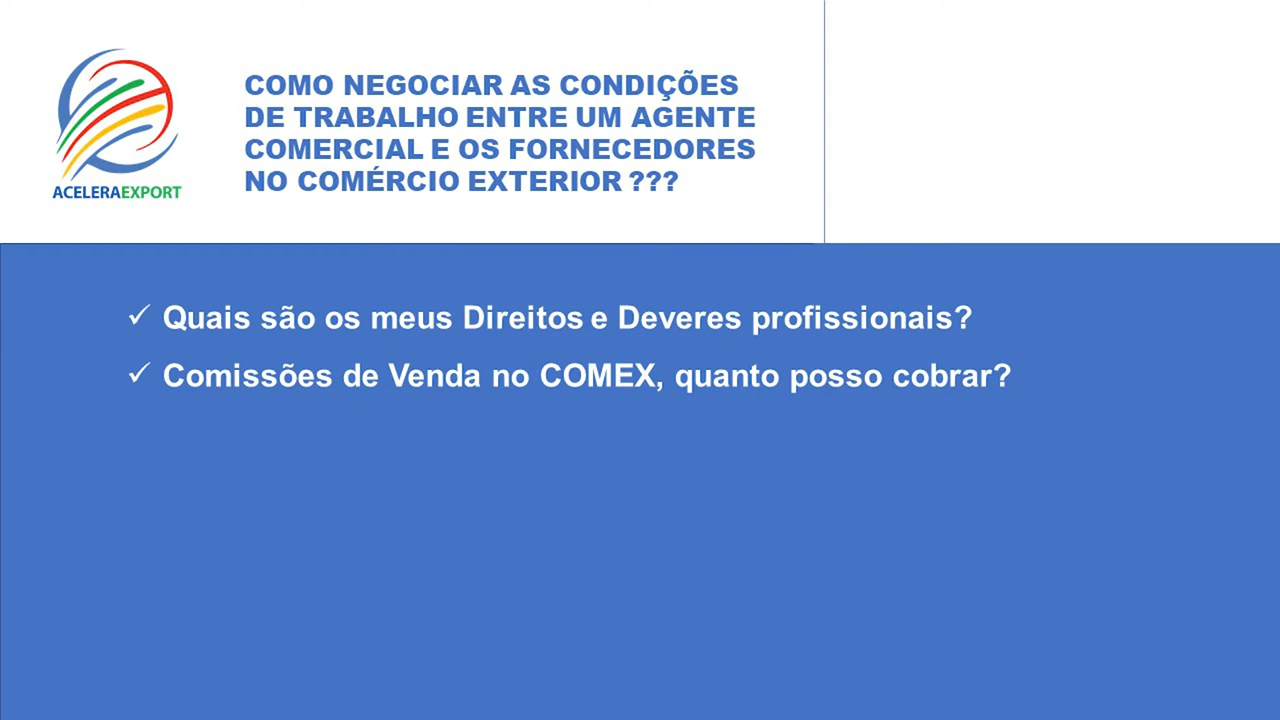 ACELERAEXPORT
COMO NEGOCIAR AS CONDIÇÕES
DE TRABALHO ENTRE UM AGENTE
COMERCIAL E OS FORNECEDORES
NO COMÉRCIO EXTERIOR ???
✓ Quais são os meus Direitos e Deveres profissionais?
✓ Comissões de Venda no COMEX, quanto posso cobrar?